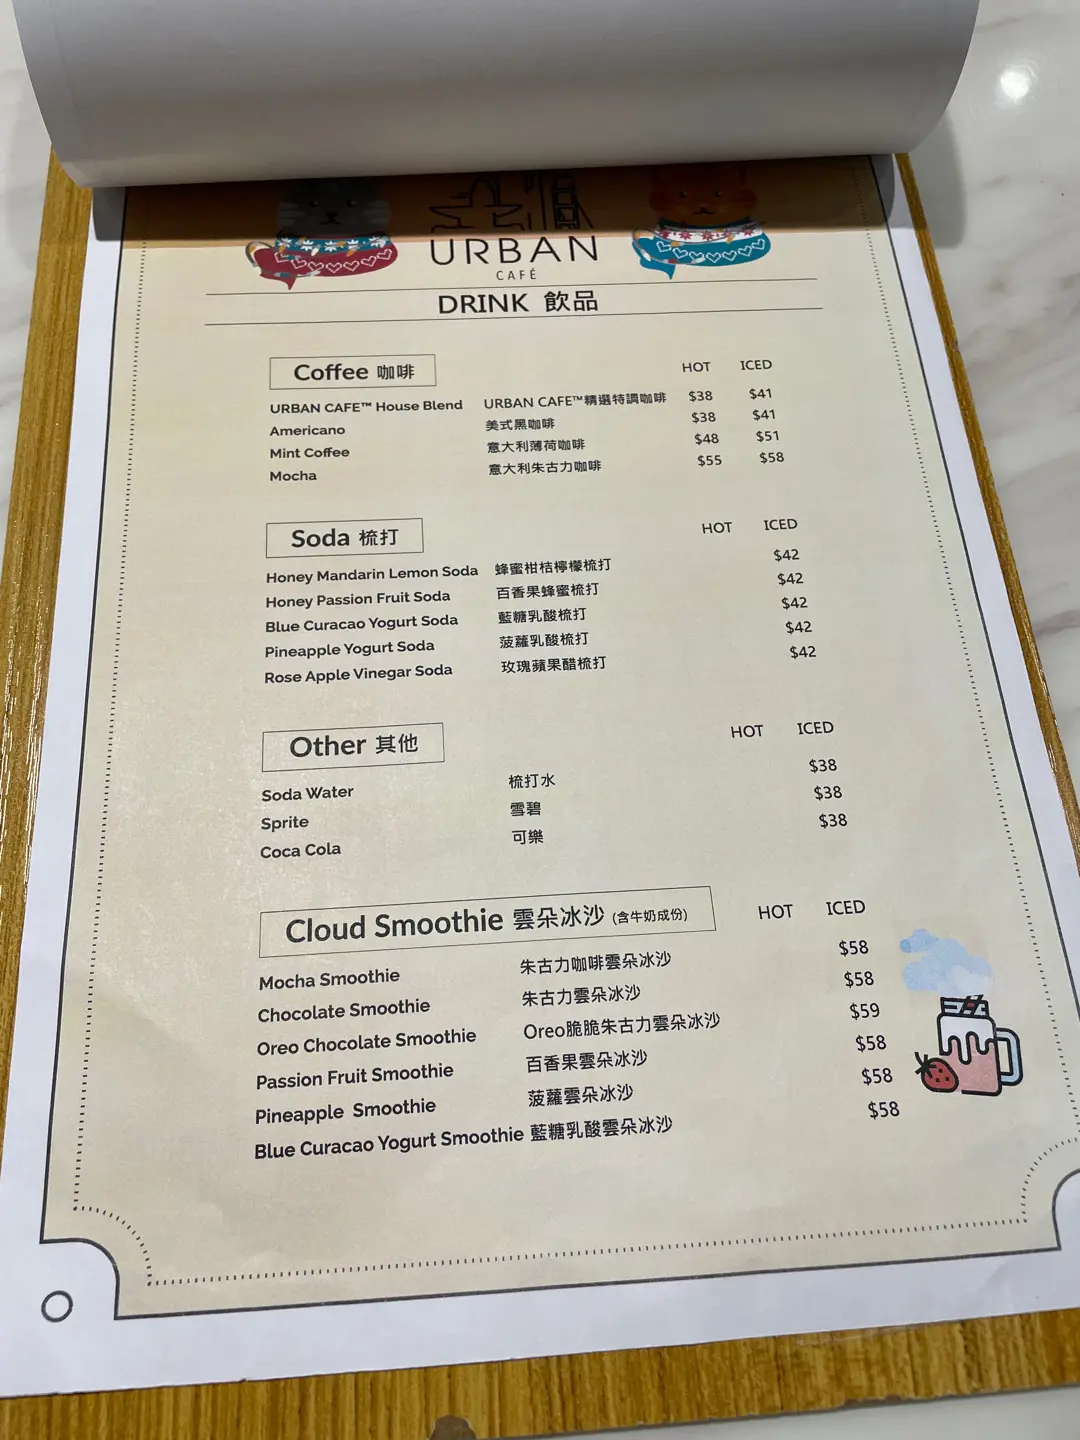 URBAN
CAFÉ
DRINK 飲品
Coffee 咖啡 HOT ICED
URBAN CAFE™ House Blend URBAN CAFE™精選特調咖啡 $38 $41
Americano 美式黑咖啡 $38 $41
Mint Coffee 意大利薄荷咖啡 $48 $51
Mocha 意大利朱古力咖啡 $55 $58
Soda 梳打 HOT ICED
Honey Mandarin Lemon Soda 蜂蜜柑桔檸檬梳打 $42
Honey Passion Fruit Soda 百香果蜂蜜梳打 $42
Blue Curacao Yogurt Soda 藍糖乳酸梳打 $42
Pineapple Yogurt Soda 菠蘿乳酸梳打 $42
Rose Apple Vinegar Soda 玫瑰蘋果醋梳打 $42
Other 其他 HOT ICED
Soda Water 梳打水 $38
Sprite 雪碧 $38
Coca Cola 可樂 $38
Cloud Smoothie 雲朵冰沙 (含牛奶成份) HOT ICED
Mocha Smoothie 朱古力咖啡雲朵冰沙 $58
Chocolate Smoothie 朱古力雲朵冰沙 $58
Oreo Chocolate Smoothie Oreo脆脆朱古力雲朵冰沙 $59
Passion Fruit Smoothie 百香果雲朵冰沙 $58
Pineapple Smoothie 菠蘿雲朵冰沙 $58
Blue Curacao Yogurt Smoothie 藍糖乳酸雲朵冰沙 $58